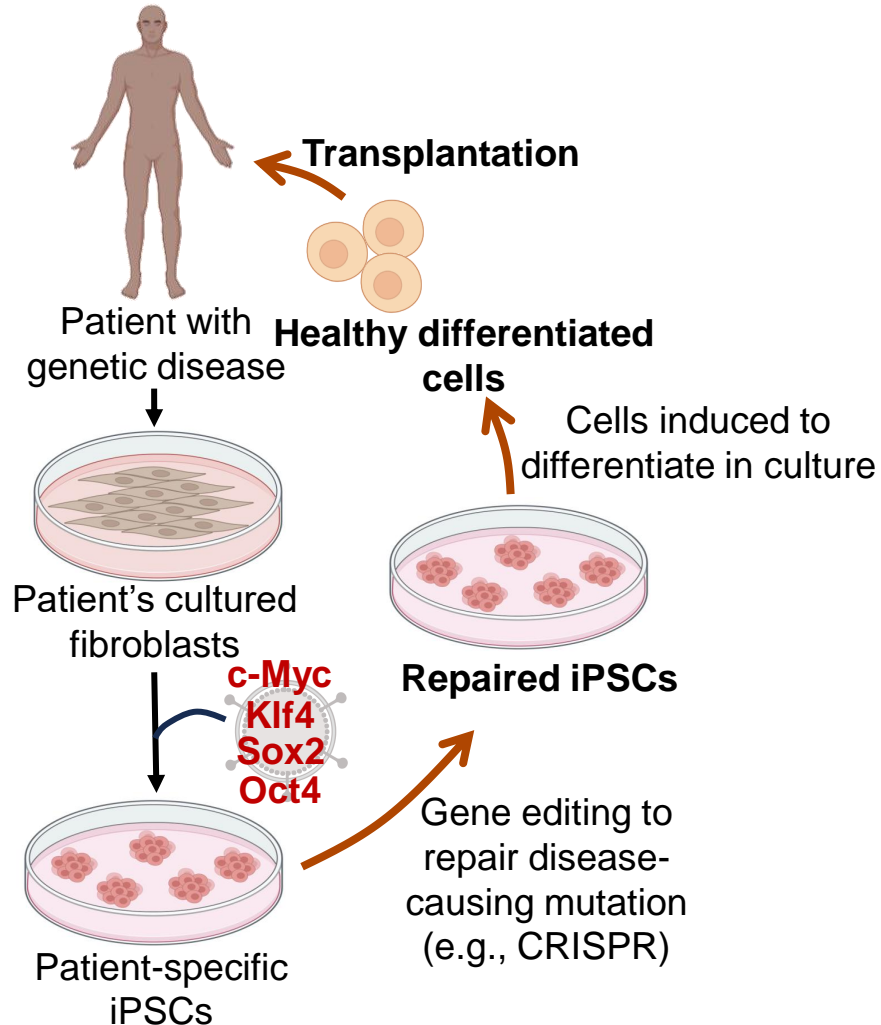 Patient with
genetic disease
Patient's cultured
fibroblasts
c-Myc
Klf4
Sox2
Oct4
Patient-specific
iPSCs
Gene editing to
repair disease-
causing mutation
(e.g., CRISPR)
Repaired iPSCs
Cells induced to
differentiate in culture
Healthy differentiated
cells
Transplantation